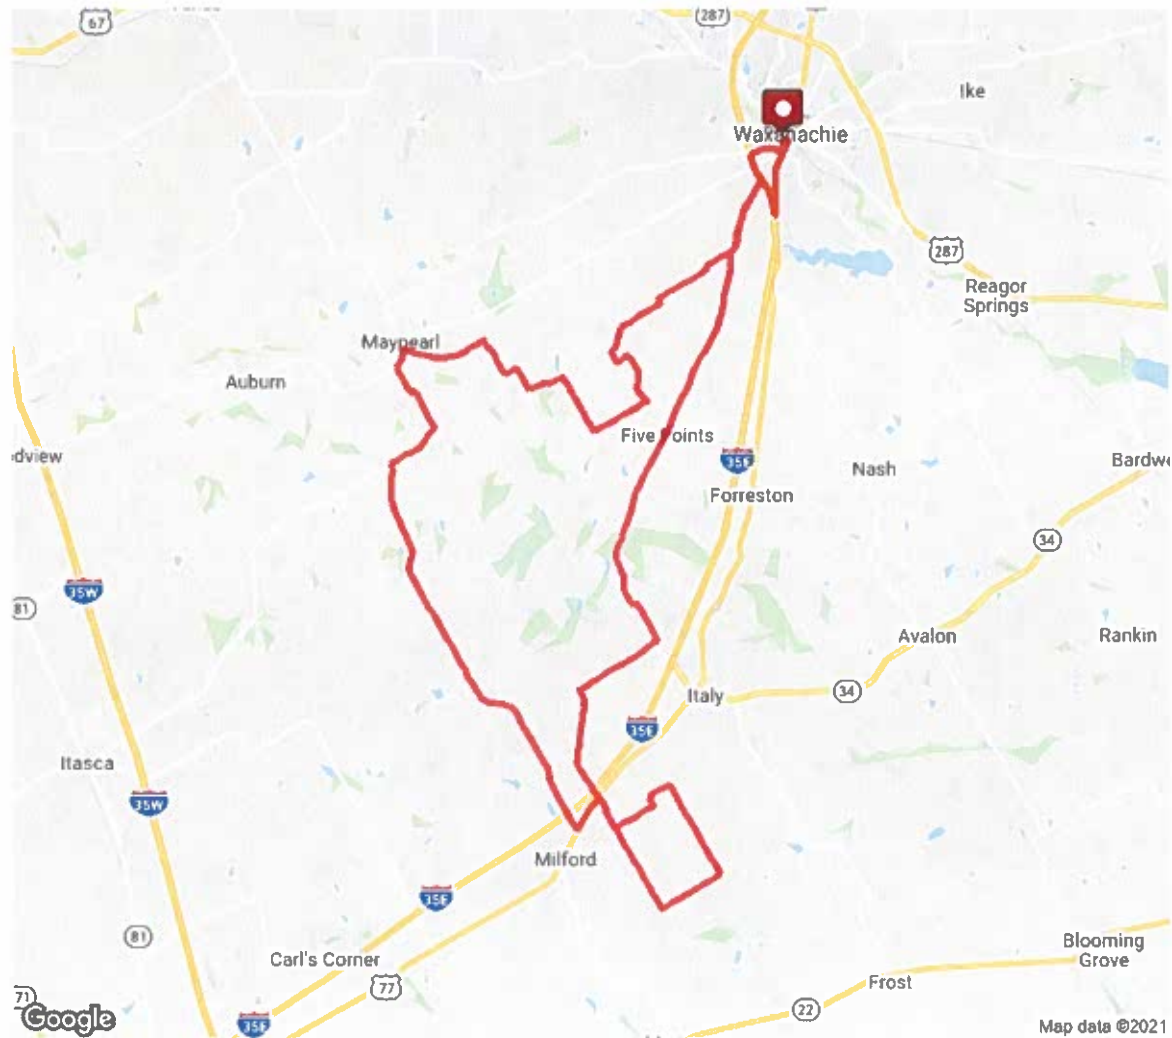 67
287
Ike
Waxahachie
287
Reagor
Springs
Maypearl
Auburn
Five Points
35E
Nash
Bardwe
dview
Forreston
34
35W
81
Avalon
Rankin
Italy
34
35E
Itasca
35W
Milford
35E
81
Blooming
Grove
Carl's Corner
77
Frost
71
22
Google
35E
Map data ©2021